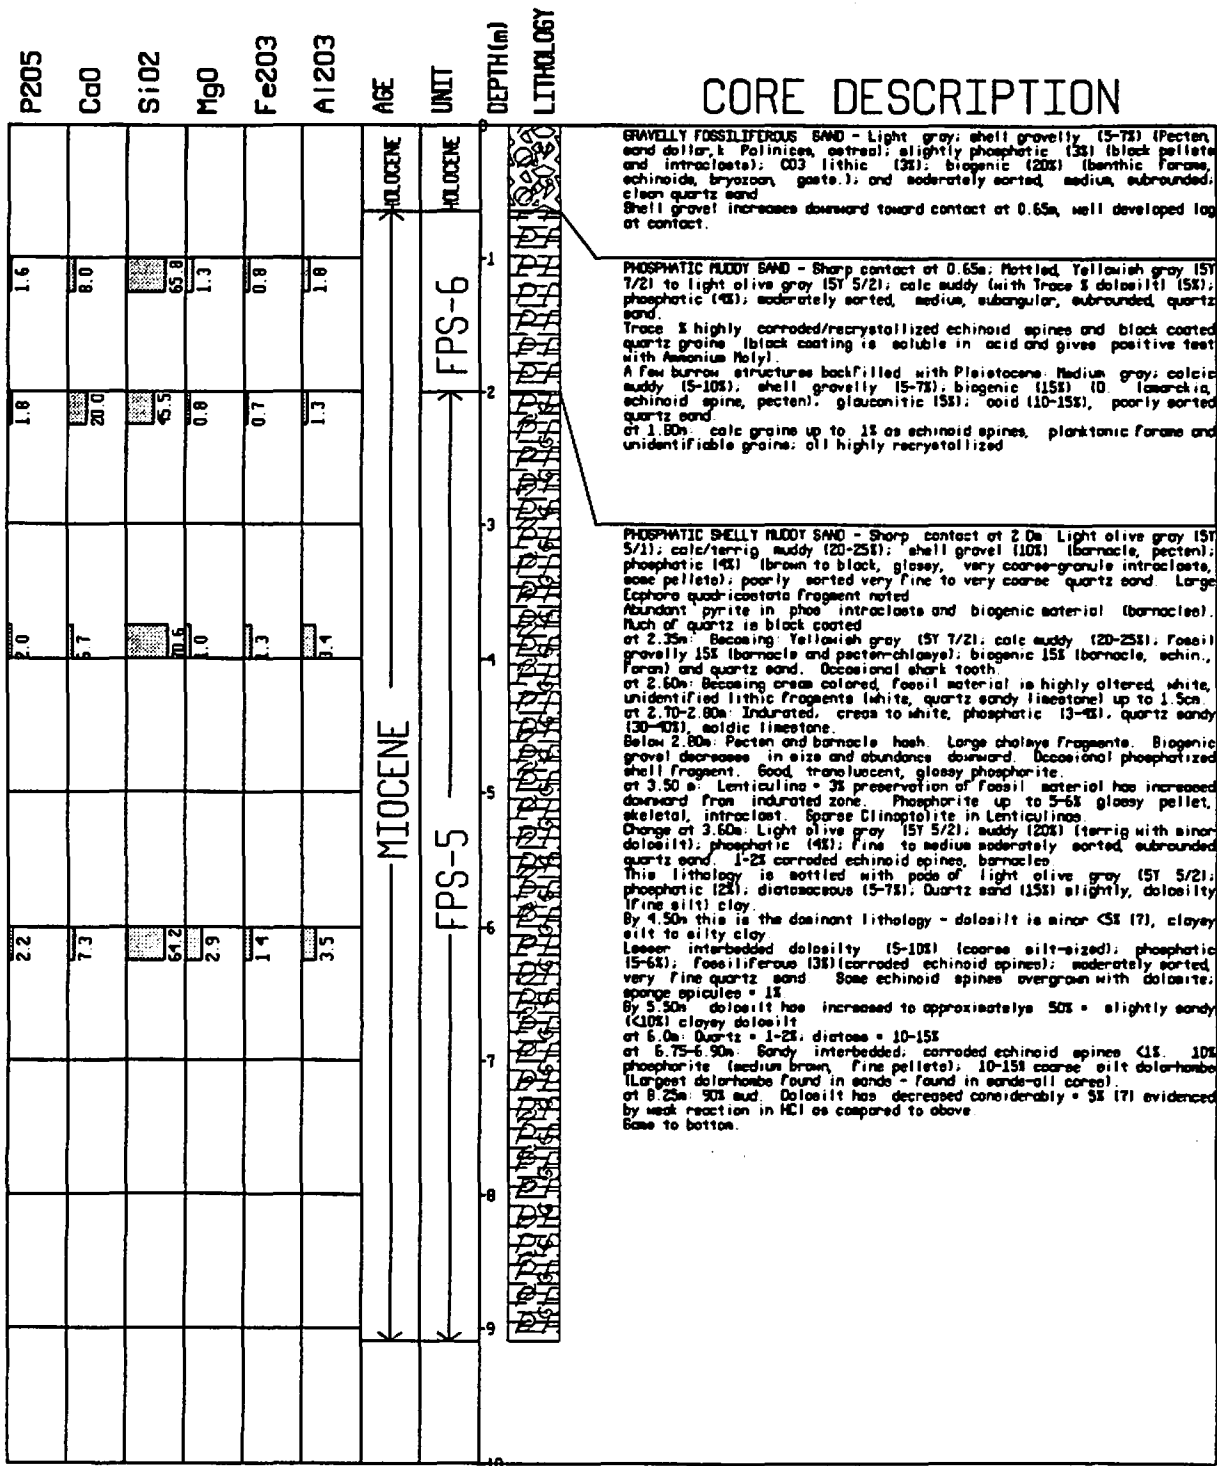 P2O5
CaO
SiO2
MgO
Fe2O3
Al2O3
AGE
UNIT
DEPTH(m)
LITHOLOGY
CORE DESCRIPTION
HOLOCENE
HOLOCENE
MIOCENE
FPS-6
FPS-5
0
-1
-2
-3
-4
-5
-6
-7
-8
-9
10
1.6 8.0 65.8 1.3 0.8 1.8
1.8 20.0 45.5 0.8 0.7 1.3
2.0 5.7 70.6 1.0 1.3 3.4
2.2 7.3 64.2 2.9 1.4 3.5
GRAVELLY FOSSILIFEROUS SAND - Light gray; shell gravelly (5-7%) (Pecten,
sand dollar, k Polinices, ostrea); slightly phosphatic (3%) (black pellets
and intraclasts); CO3 lithic (3%); biogenic (20%) (benthic forams,
echinoids, bryozoan, gasts.); and moderately sorted, medium, subrounded;
clean quartz sand
Shell gravel increases downward toward contact at 0.65m, well developed lag
at contact.
PHOSPHATIC MUDDY SAND - Sharp contact at 0.65m; Mottled, Yellowish gray (5Y
7/2) to light olive gray (5Y 5/2); calc muddy (with Trace % dolosilt) (5%);
phosphatic (4%); moderately sorted, medium, subangular, subrounded, quartz
sand.
Trace % highly corroded/recrystallized echinoid spines and black coated
quartz grains (black coating is soluble in acid and gives positive test
with Ammonium Moly).
A few burrow structures backfilled with Pleistocene: Medium gray; calcic
muddy (5-10%); shell gravelly (5-7%); biogenic (15%) (O. lamarckia,
echinoid spine, pecten), glauconitic (5%); ooid (10-15%), poorly sorted
quartz sand.
at 1.80m: calc grains up to 1% as echinoid spines, planktonic forams and
unidentifiable grains; all highly recrystallized
PHOSPHATIC SHELLY MUDDY SAND - Sharp contact at 2.0m: Light olive gray (5Y
5/1); calc/terrig muddy (20-25%); shell gravel (10%) (barnacle, pecten);
phosphatic (4%) (brown to black, glossy, very coarse-granule intraclasts,
some pellets); poorly sorted very fine to very coarse quartz sand. Large
Ecphora quadricostata fragment noted
Abundant pyrite in phos intraclasts and biogenic material (barnacles).
Much of quartz is black coated
at 2.35m: Becoming: Yellowish gray (5Y 7/2); calc muddy (20-25%); Fossil
gravelly 15% (barnacle and pecten-chlamys); biogenic 15% (barnacle, echin.,
foram) and quartz sand. Occasional shark tooth.
at 2.60m: Becoming cream colored, fossil material is highly altered, white,
unidentified lithic fragments (white, quartz sandy limestone) up to 1.5cm.
at 2.70-2.80m: Indurated, cream to white, phosphatic (3-4%), quartz sandy
(30-40%), moldic limestone.
Below 2.80m: Pecten and barnacle hash. Large chlamys fragments. Biogenic
gravel decreases in size and abundance downward. Occasional phosphatized
shell fragment. Good, translucent, glossy phosphorite.
at 3.50 m: Lenticulina = 3% preservation of fossil material has increased
downward from indurated zone. Phosphorite up to 5-6% glossy pellet,
skeletal, intraclast. Sparse Clinoptolite in Lenticulinas
Change at 3.60m: Light olive gray (5Y 5/2); muddy (20%) (terrig with minor
dolosilt); phosphatic (4%); fine to medium moderately sorted, subrounded
quartz sand. 1-2% corroded echinoid spines, barnacles
This lithology is mottled with pods of light olive gray (5Y 5/2);
phosphatic (2%); diatomaceous (5-7%); Quartz sand (15%) slightly, dolosilty
(fine silt) clay.
By 4.50m this is the dominant lithology - dolosilt is minor <5% (?), clayey
silt to silty clay
Lesser interbedded dolosilty (5-10%) (coarse silt-sized); phosphatic
(5-6%); fossiliferous (3%)(corroded echinoid spines); moderately sorted,
very fine quartz sand. Some echinoid spines overgrown with dolomite;
sponge spicules = 1%
By 5.50m dolosilt has increased to approximatelys 50% = slightly sandy
(<10%) clayey dolosilt
at 6.0m: Quartz = 1-2%; diatoms = 10-15%
at 6.75-6.90m: Sandy interbedded; corroded echinoid spines <1%. 10%
phosphorite (medium brown, fine pellets); 10-15% coarse silt dolorhombs
(Largest dolorhombs found in sands - found in sands-all cores).
at 8.25m: 90% mud. Dolosilt has decreased considerably = 5% (?) evidenced
by weak reaction in HCl as compared to above
Same to bottom.